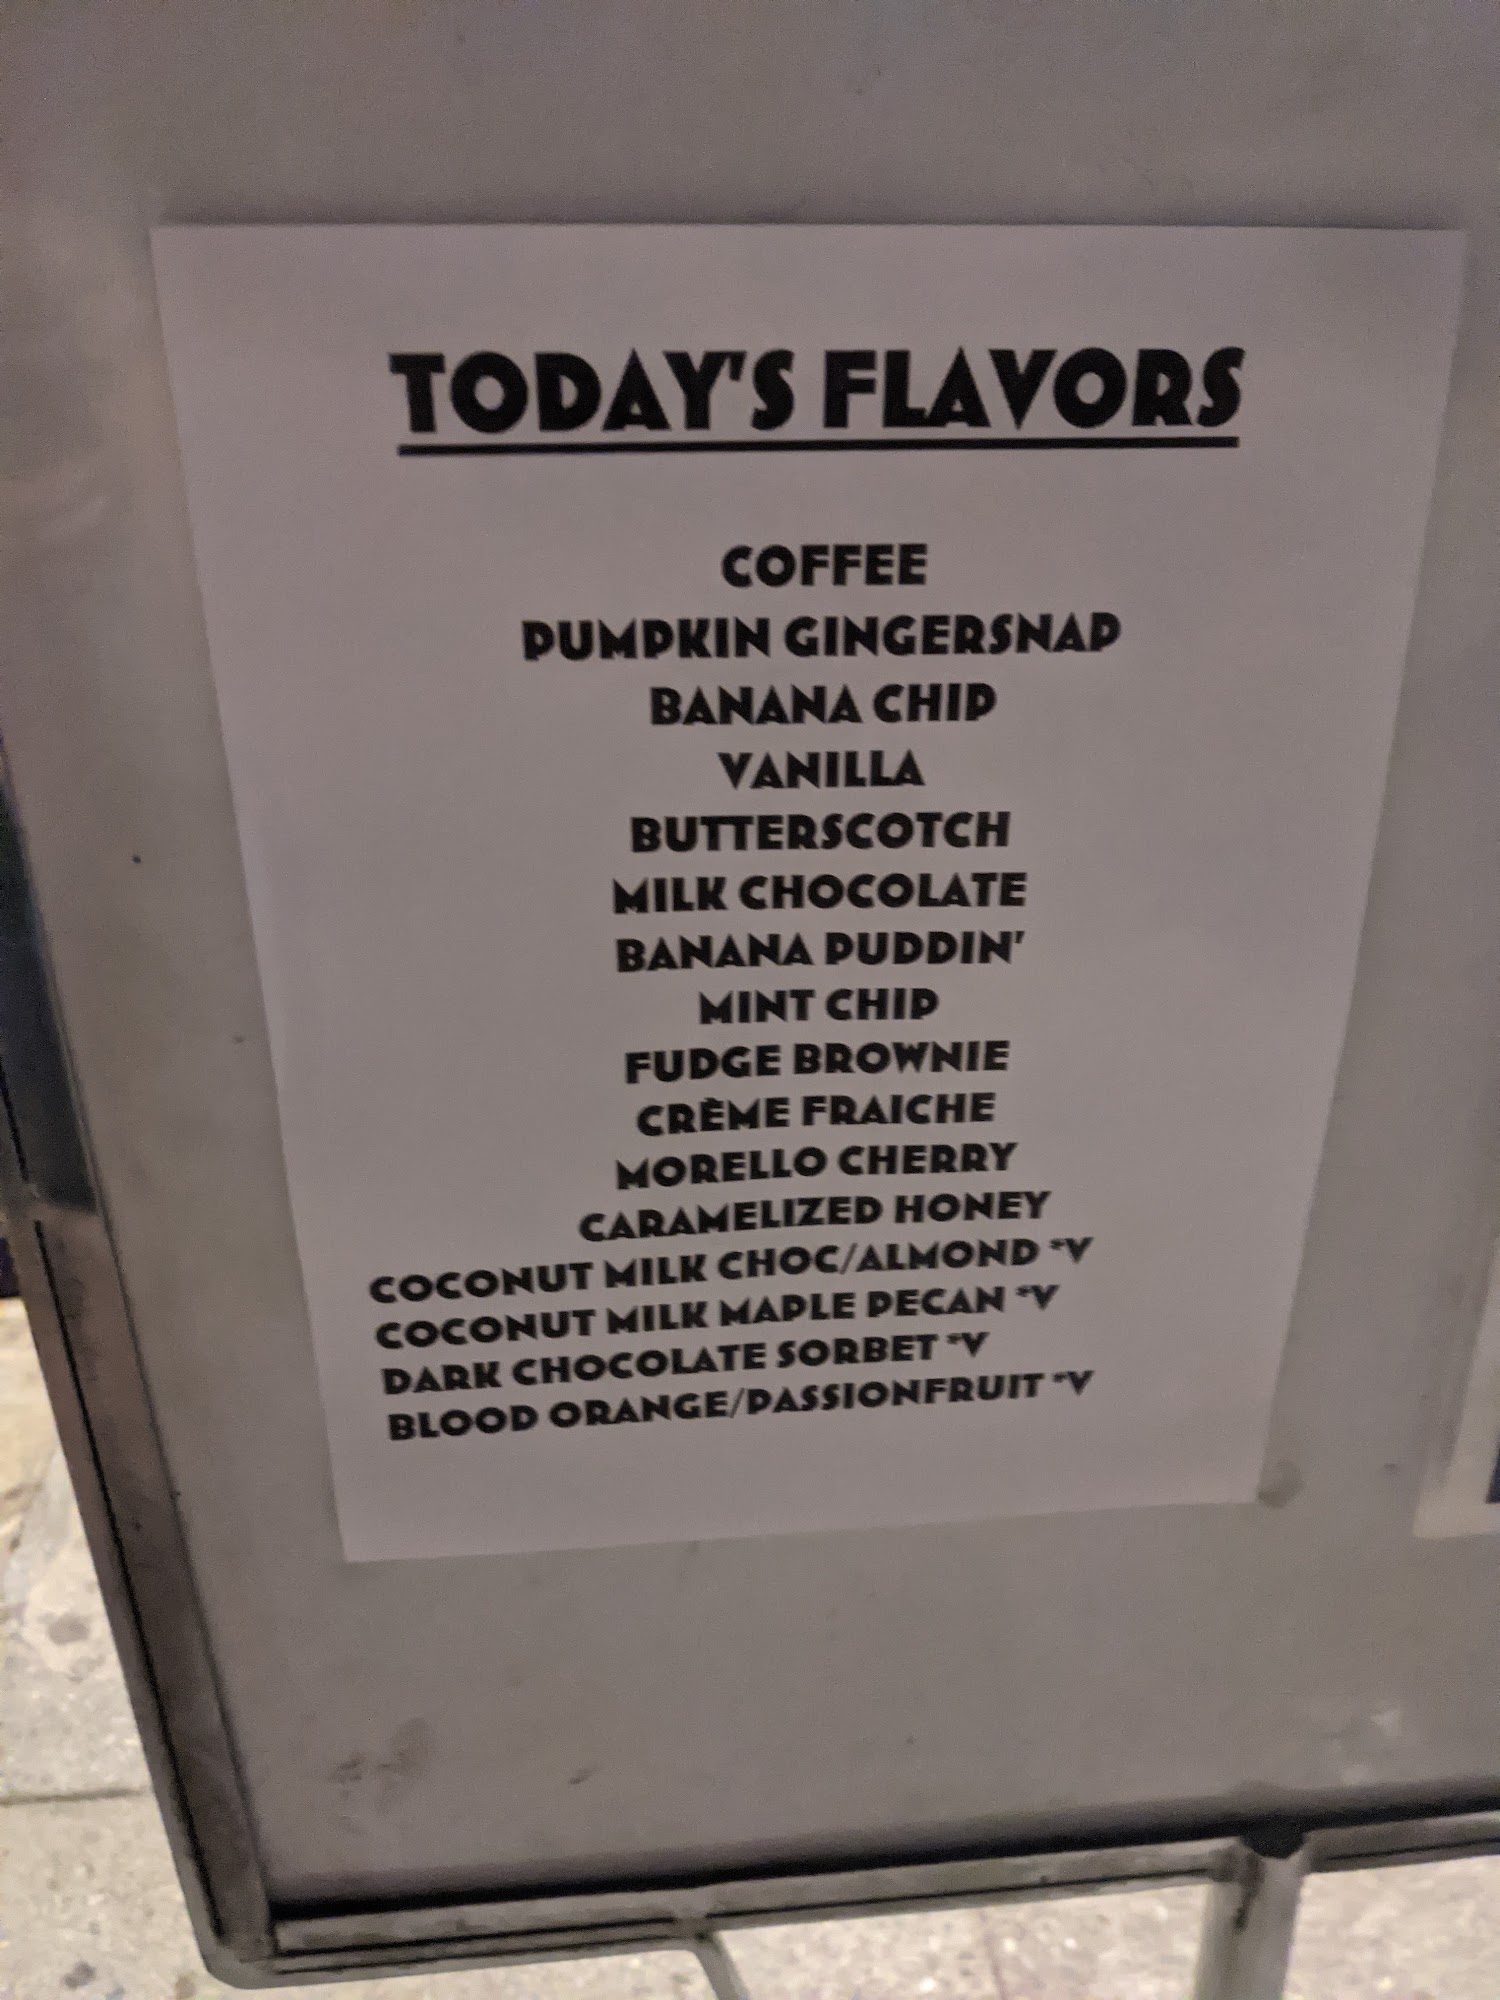 TODAY'S FLAVORS
COFFEE
PUMPKIN GINGERSNAP
BANANA CHIP
VANILLA
BUTTERSCOTCH
MILK CHOCOLATE
BANANA PUDDIN'
MINT CHIP
FUDGE BROWNIE
CRÈME FRAICHE
MORELLO CHERRY
CARAMELIZED HONEY
COCONUT MILK CHOC/ALMOND *V
COCONUT MILK MAPLE PECAN *V
DARK CHOCOLATE SORBET *V
BLOOD ORANGE/PASSIONFRUIT *V